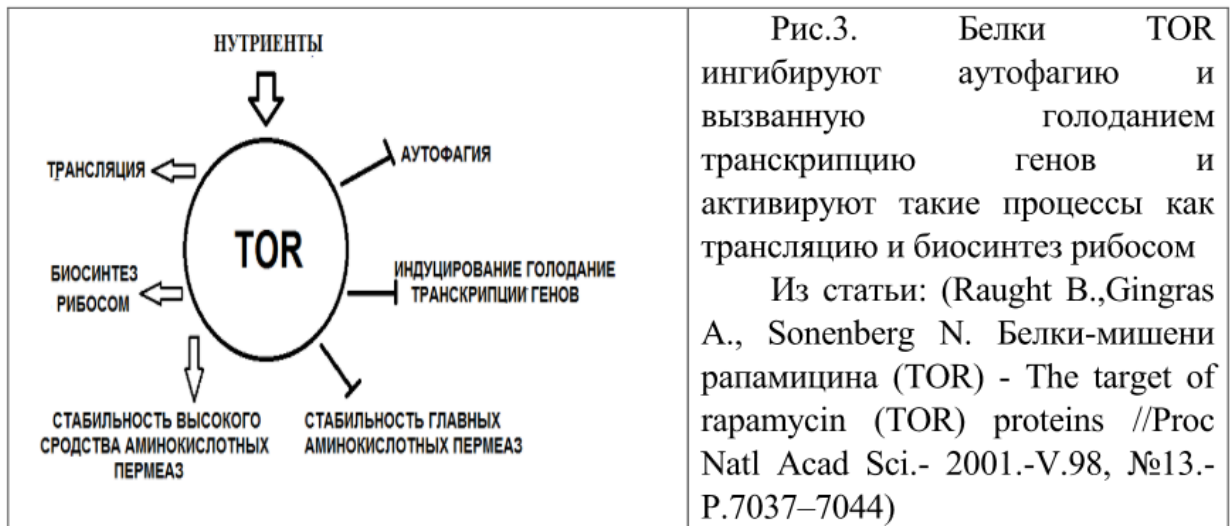 НУТРИЕНТЫ
ТРАНСЛЯЦИЯ
АУТОФАГИЯ
TOR
БИОСИНТЕЗ
РИБОСОМ
ИНДУЦИРОВАНИЕ ГОЛОДАНИЕ
ТРАНСКРИПЦИИ ГЕНОВ
СТАБИЛЬНОСТЬ ВЫСОКОГО
СРОДСТВА АМИНОКИСЛОТНЫХ
ПЕРМЕАЗ
СТАБИЛЬНОСТЬ ГЛАВНЫХ
АМИНОКИСЛОТНЫХ ПЕРМЕАЗ
Рис.3. Белки TOR
ингибируют аутофагию и
вызванную голоданием
транскрипцию генов и
активируют такие процессы как
трансляцию и биосинтез рибосом
Из статьи: (Raught B.,Gingras
A., Sonenberg N. Белки-мишени
рапамицина (TOR) - The target of
rapamycin (TOR) proteins //Proc
Natl Acad Sci.- 2001.-V.98, №13.-
P.7037–7044)